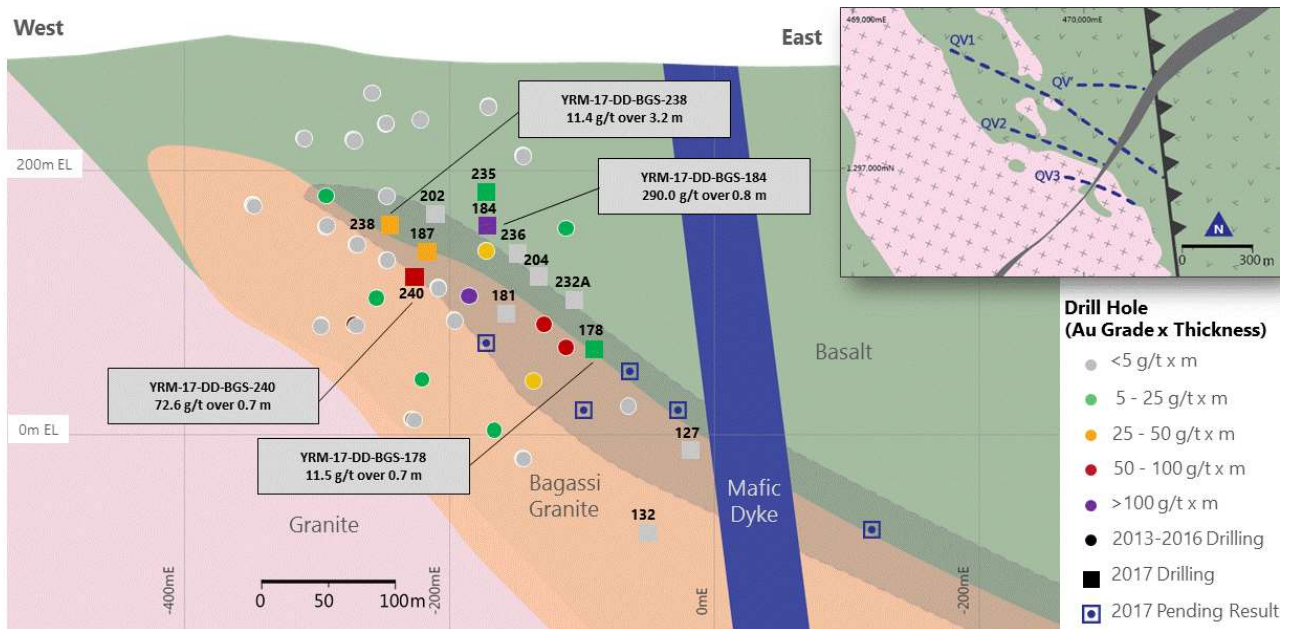 West
East
YRM-17-DD-BGS-238
11.4 g/t over 3.2 m
YRM-17-DD-BGS-184
290.0 g/t over 0.8 m
200m EL
235
202
184
238
187
236
204
240
181
232A
178
YRM-17-DD-BGS-240
72.6 g/t over 0.7 m
0m EL
YRM-17-DD-BGS-178
11.5 g/t over 0.7 m
127
132
Basalt
Granite
Bagassi
Granite
Mafic
Dyke
0
50
100m
-400mE
-200mE
0mE
-200mE
469,000mE
470,000mE
QV1
QV'
QV2
QV3
1,297,000mN
N
0
300 m
Drill Hole
(Au Grade x Thickness)
<5 g/t x m
5 - 25 g/t x m
25 - 50 g/t x m
50 - 100 g/t x m
>100 g/t x m
2013-2016 Drilling
2017 Drilling
2017 Pending Result